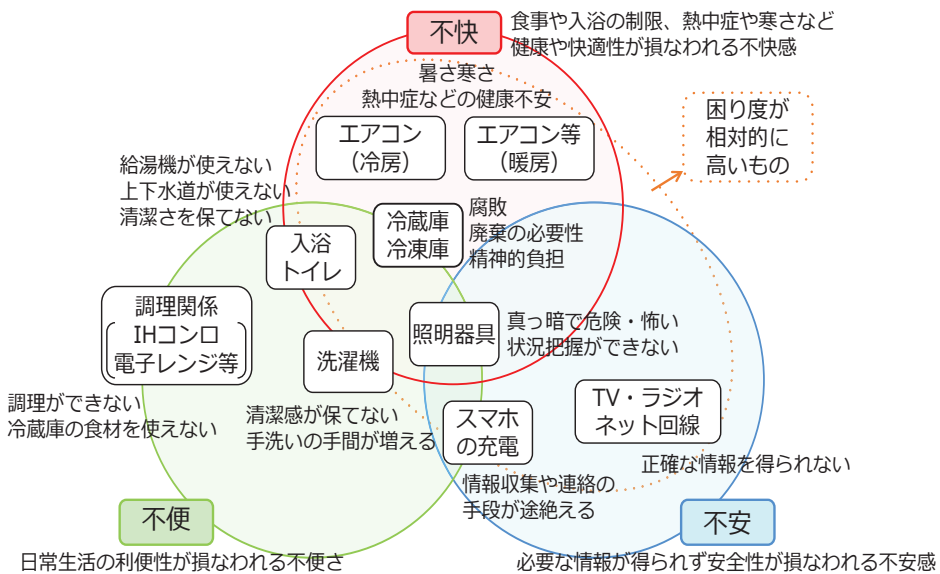 不快
食事や入浴の制限、熱中症や寒さなど
健康や快適性が損なわれる不快感
暑さ寒さ
熱中症などの健康不安
エアコン
（冷房）
エアコン等
（暖房）
困り度が
相対的に
高いもの
給湯機が使えない
上下水道が使えない
清潔さを保てない
冷蔵庫
冷凍庫
腐敗
廃棄の必要性
精神的負担
入浴
トイレ
調理関係
IHコンロ
電子レンジ等
照明器具
真っ暗で危険・怖い
状況把握ができない
洗濯機
調理ができない
冷蔵庫の食材を使えない
清潔感が保てない
手洗いの手間が増える
スマホ
の充電
TV・ラジオ
ネット回線
正確な情報を得られない
情報収集や連絡の
手段が途絶える
不便
日常生活の利便性が損なわれる不便さ
不安
必要な情報が得られず安全性が損なわれる不安感